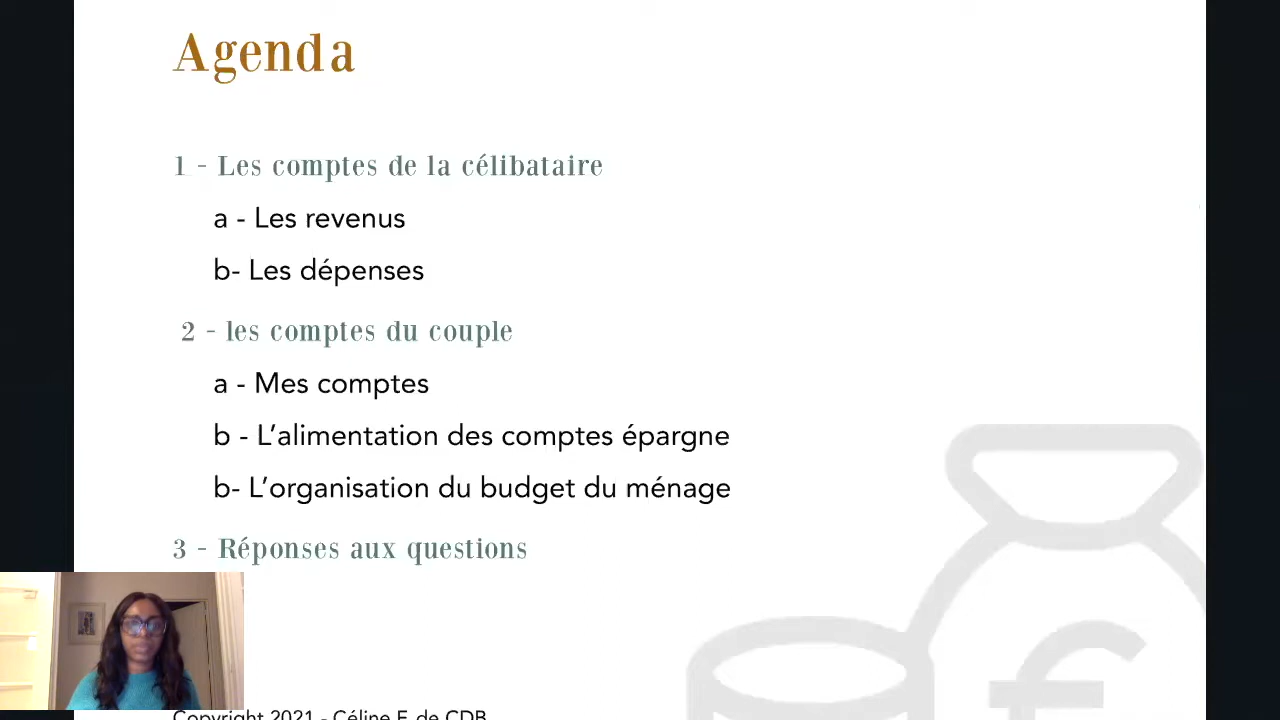 Agenda
1 - Les comptes de la célibataire
a - Les revenus
b- Les dépenses
2 - les comptes du couple
a - Mes comptes
b - L’alimentation des comptes épargne
b- L’organisation du budget du ménage
3 - Réponses aux questions
Copyright 2021 - Céline F. de CDB